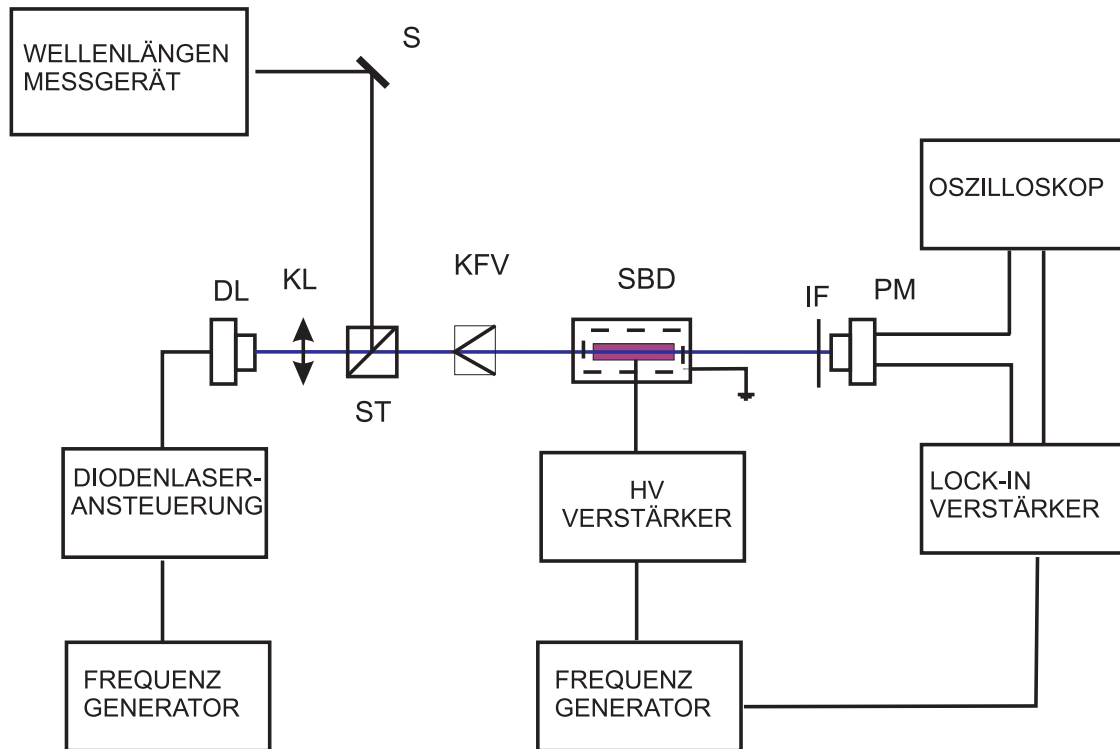 WELLENLÄNGEN
MESSGERÄT
S
OSZILLOSKOP
DL
KL
ST
KFV
SBD
IF
PM
DIODENLASER-
ANSTEUERUNG
HV
VERSTÄRKER
LOCK-IN
VERSTÄRKER
FREQUENZ
GENERATOR
FREQUENZ
GENERATOR